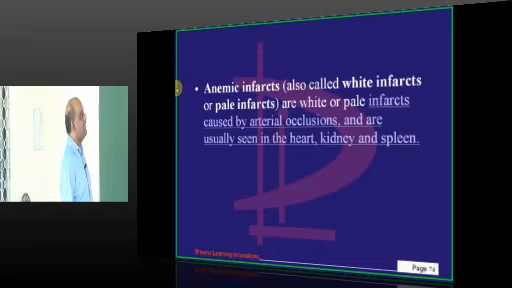 • Anemic infarcts (also called white infarcts
or pale infarcts) are white or pale infarcts
caused by arterial occlusions, and are
usually seen in the heart, kidney and spleen.
Page 74